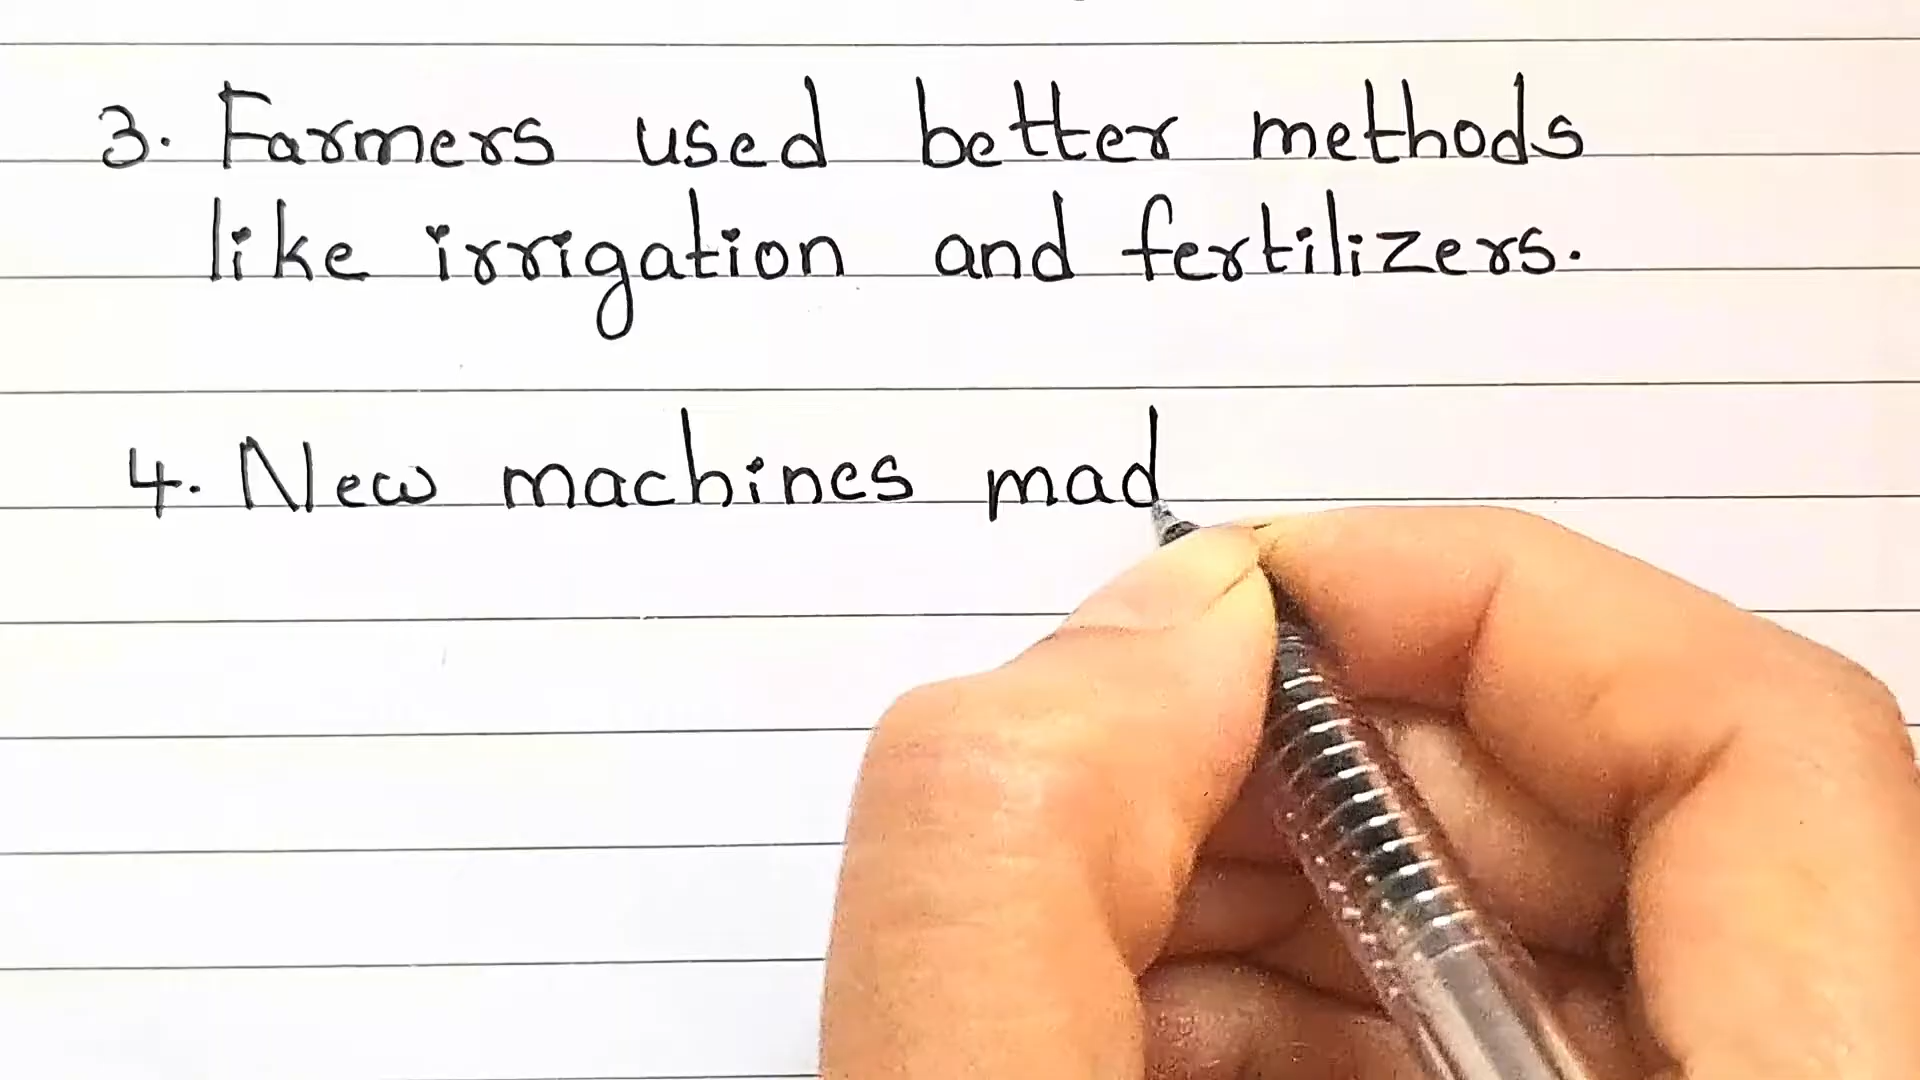 3. Farmers used better methods
like irrigation and fertilizers.
4. New machines mad